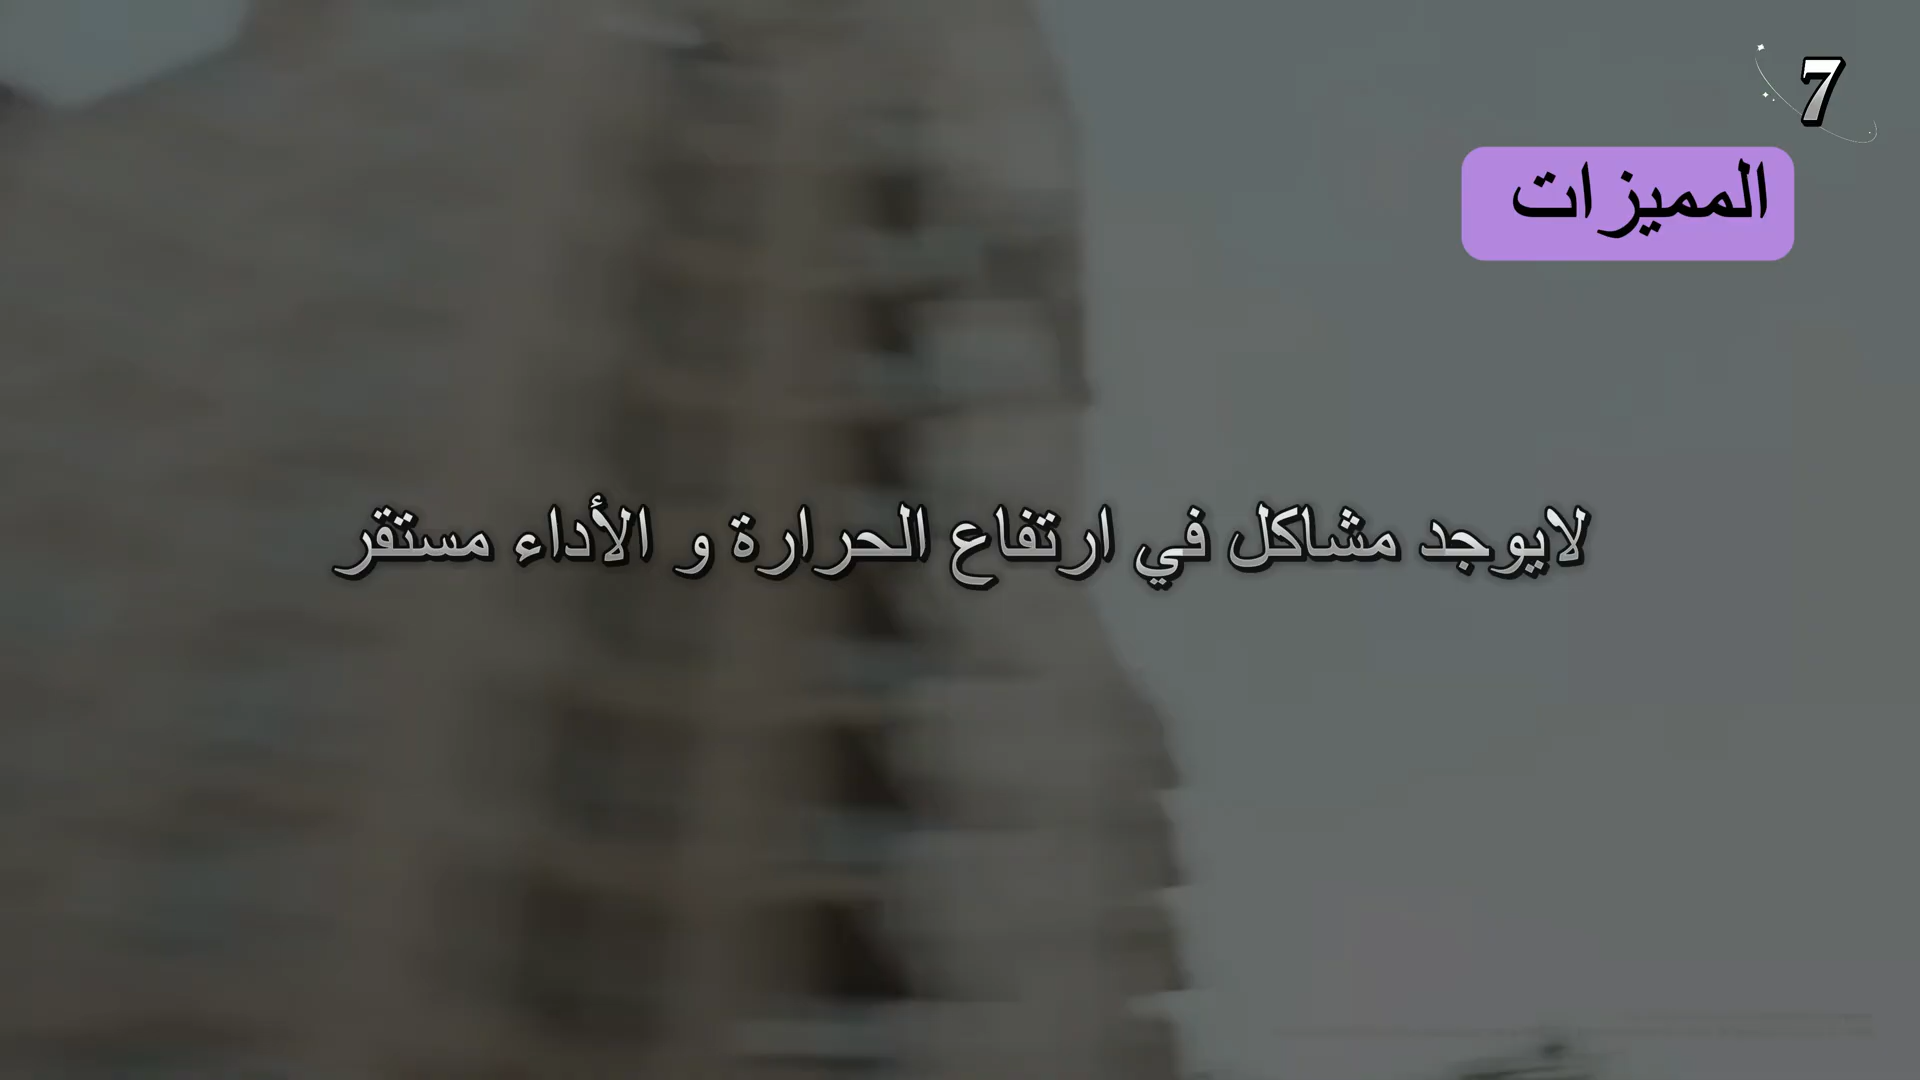 7
المميزات
لايوجد مشاكل في ارتفاع الحرارة و الأداء مستقر